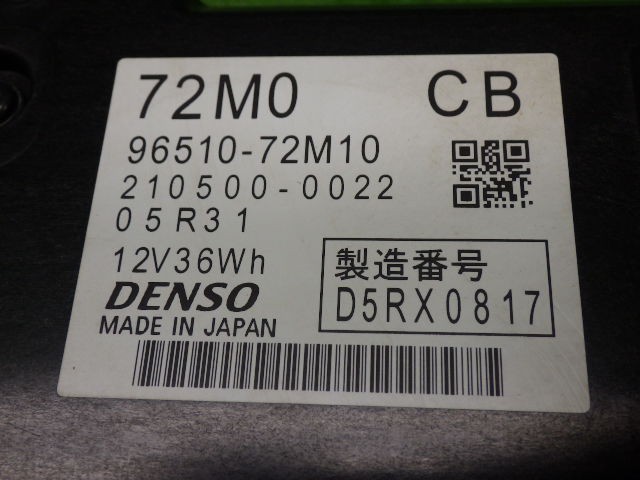 72M0 CB
96510-72M10
210500-0022
05R31
12V36Wh
製造番号
D5RX0817
DENSO
MADE IN JAPAN